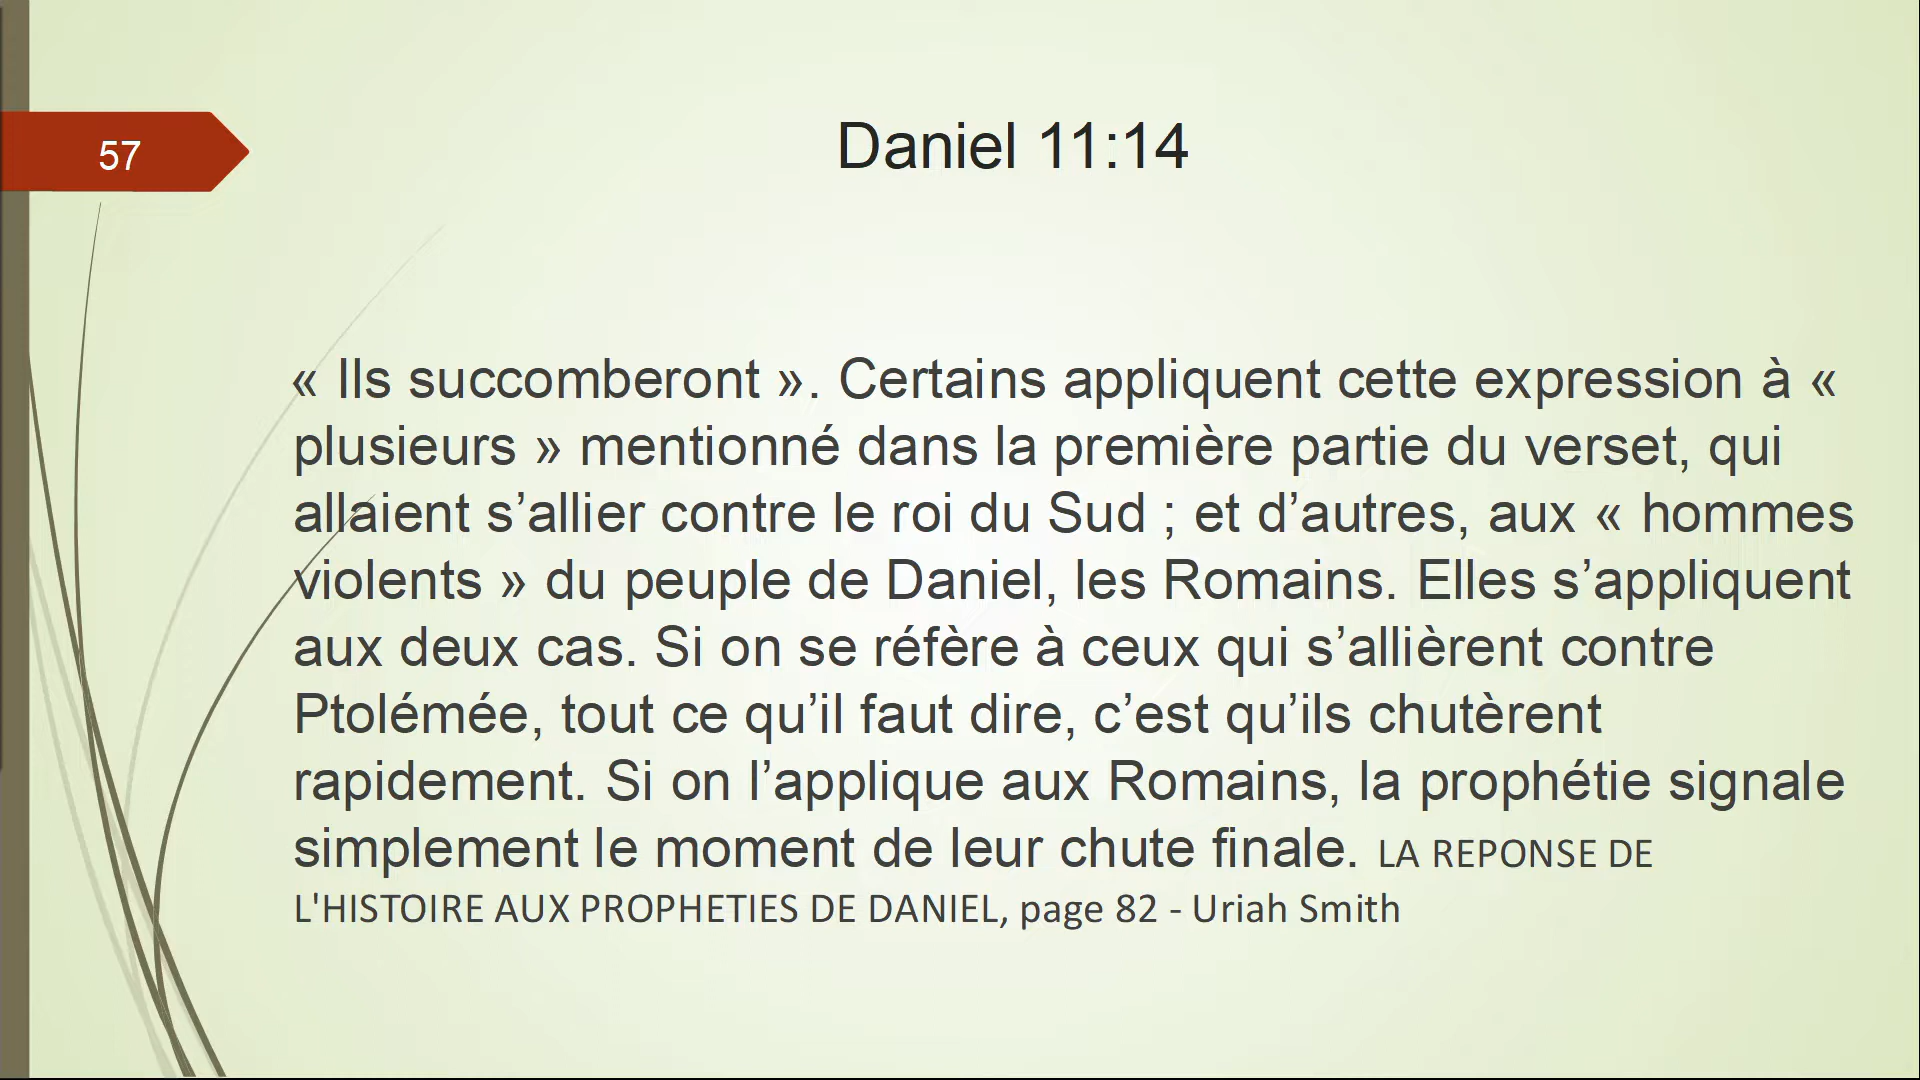 57
Daniel 11:14
« Ils succomberont ». Certains appliquent cette expression à «
plusieurs » mentionné dans la première partie du verset, qui
allaient s’allier contre le roi du Sud ; et d’autres, aux « hommes
violents » du peuple de Daniel, les Romains. Elles s’appliquent
aux deux cas. Si on se réfère à ceux qui s’allièrent contre
Ptolémée, tout ce qu’il faut dire, c’est qu’ils chutèrent
rapidement. Si on l’applique aux Romains, la prophétie signale
simplement le moment de leur chute finale. LA REPONSE DE
L'HISTOIRE AUX PROPHETIES DE DANIEL, page 82 - Uriah Smith